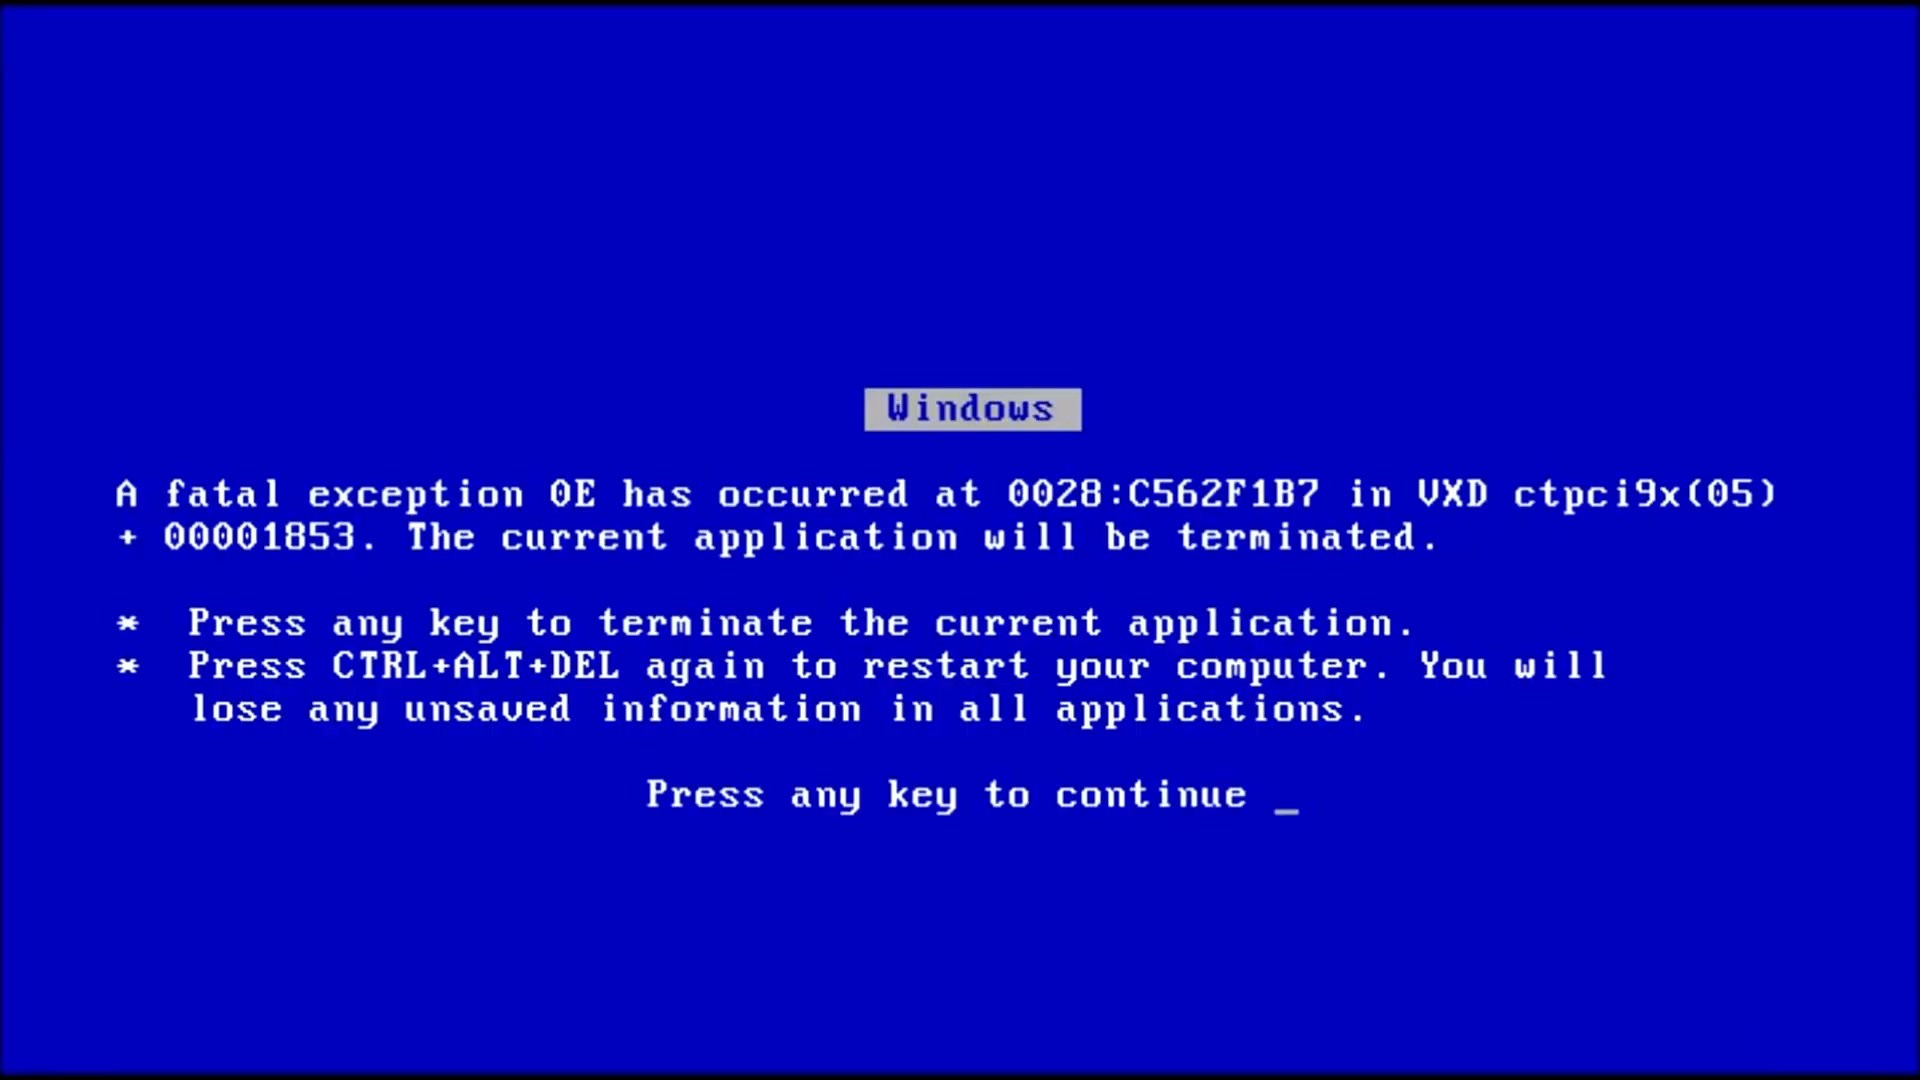 Windows
A fatal exception 0E has occurred at 0028:C562F1B7 in VXD ctpci9x(05)
+ 00001853. The current application will be terminated.
* Press any key to terminate the current application.
* Press CTRL+ALT+DEL again to restart your computer. You will
lose any unsaved information in all applications.
Press any key to continue _